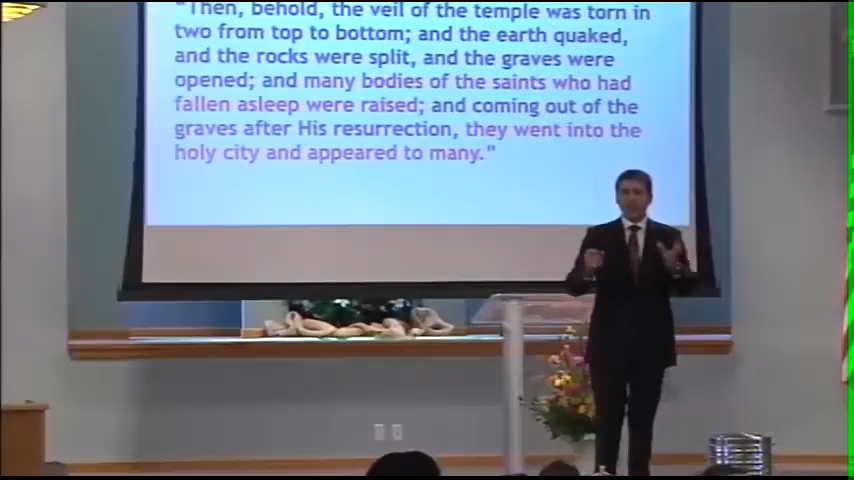 "Then, behold, the veil of the temple was torn in
two from top to bottom; and the earth quaked,
and the rocks were split, and the graves were
opened; and many bodies of the saints who had
fallen asleep were raised; and coming out of the
graves after His resurrection, they went into the
holy city and appeared to many."